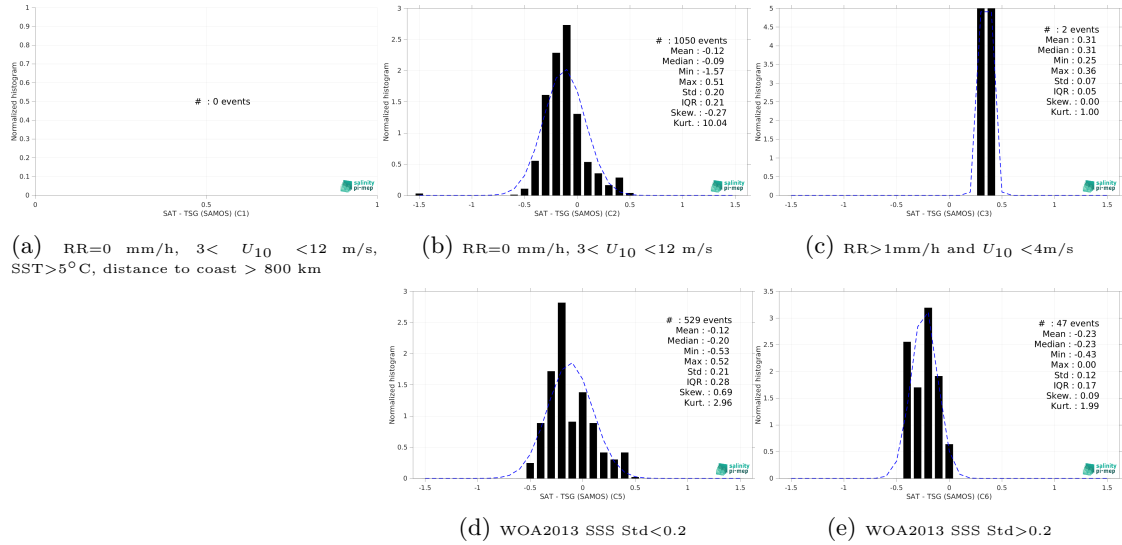 1
0.9
0.8
0.7
0.6
0.5
0.4
0.3
0.2
0.1
0
Normalized histogram
# : 0 events
salinity
pi-mep
0 0.5 1
SAT - TSG (SAMOS) (C1)
(a) RR=0 mm/h, 3< U10 <12 m/s,
SST>5°C, distance to coast > 800 km
3
2.5
2
1.5
1
0.5
0
Normalized histogram
# : 1050 events
Mean : -0.12
Median : -0.09
Min : -1.57
Max : 0.51
Std : 0.20
IQR : 0.21
Skew. : -0.27
Kurt. : 10.04
salinity
pi-mep
-1.5 -1 -0.5 0 0.5 1 1.5
SAT - TSG (SAMOS) (C2)
(b) RR=0 mm/h, 3< U10 <12 m/s
5
4.5
4
3.5
3
2.5
2
1.5
1
0.5
0
Normalized histogram
# : 2 events
Mean : 0.31
Median : 0.31
Min : 0.25
Max : 0.36
Std : 0.07
IQR : 0.05
Skew. : 0.00
Kurt. : 1.00
salinity
pi-mep
-1.5 -1 -0.5 0 0.5 1 1.5
SAT - TSG (SAMOS) (C3)
(c) RR>1mm/h and U10 <4m/s
3
2.5
2
1.5
1
0.5
0
Normalized histogram
# : 529 events
Mean : -0.12
Median : -0.20
Min : -0.53
Max : 0.52
Std : 0.21
IQR : 0.28
Skew. : 0.69
Kurt. : 2.96
salinity
pi-mep
-1.5 -1 -0.5 0 0.5 1 1.5
SAT - TSG (SAMOS) (C5)
(d) WOA2013 SSS Std<0.2
3.5
3
2.5
2
1.5
1
0.5
0
Normalized histogram
# : 47 events
Mean : -0.23
Median : -0.23
Min : -0.43
Max : 0.00
Std : 0.12
IQR : 0.17
Skew. : 0.09
Kurt. : 1.99
salinity
pi-mep
-1.5 -1 -0.5 0 0.5 1 1.5
SAT - TSG (SAMOS) (C6)
(e) WOA2013 SSS Std>0.2